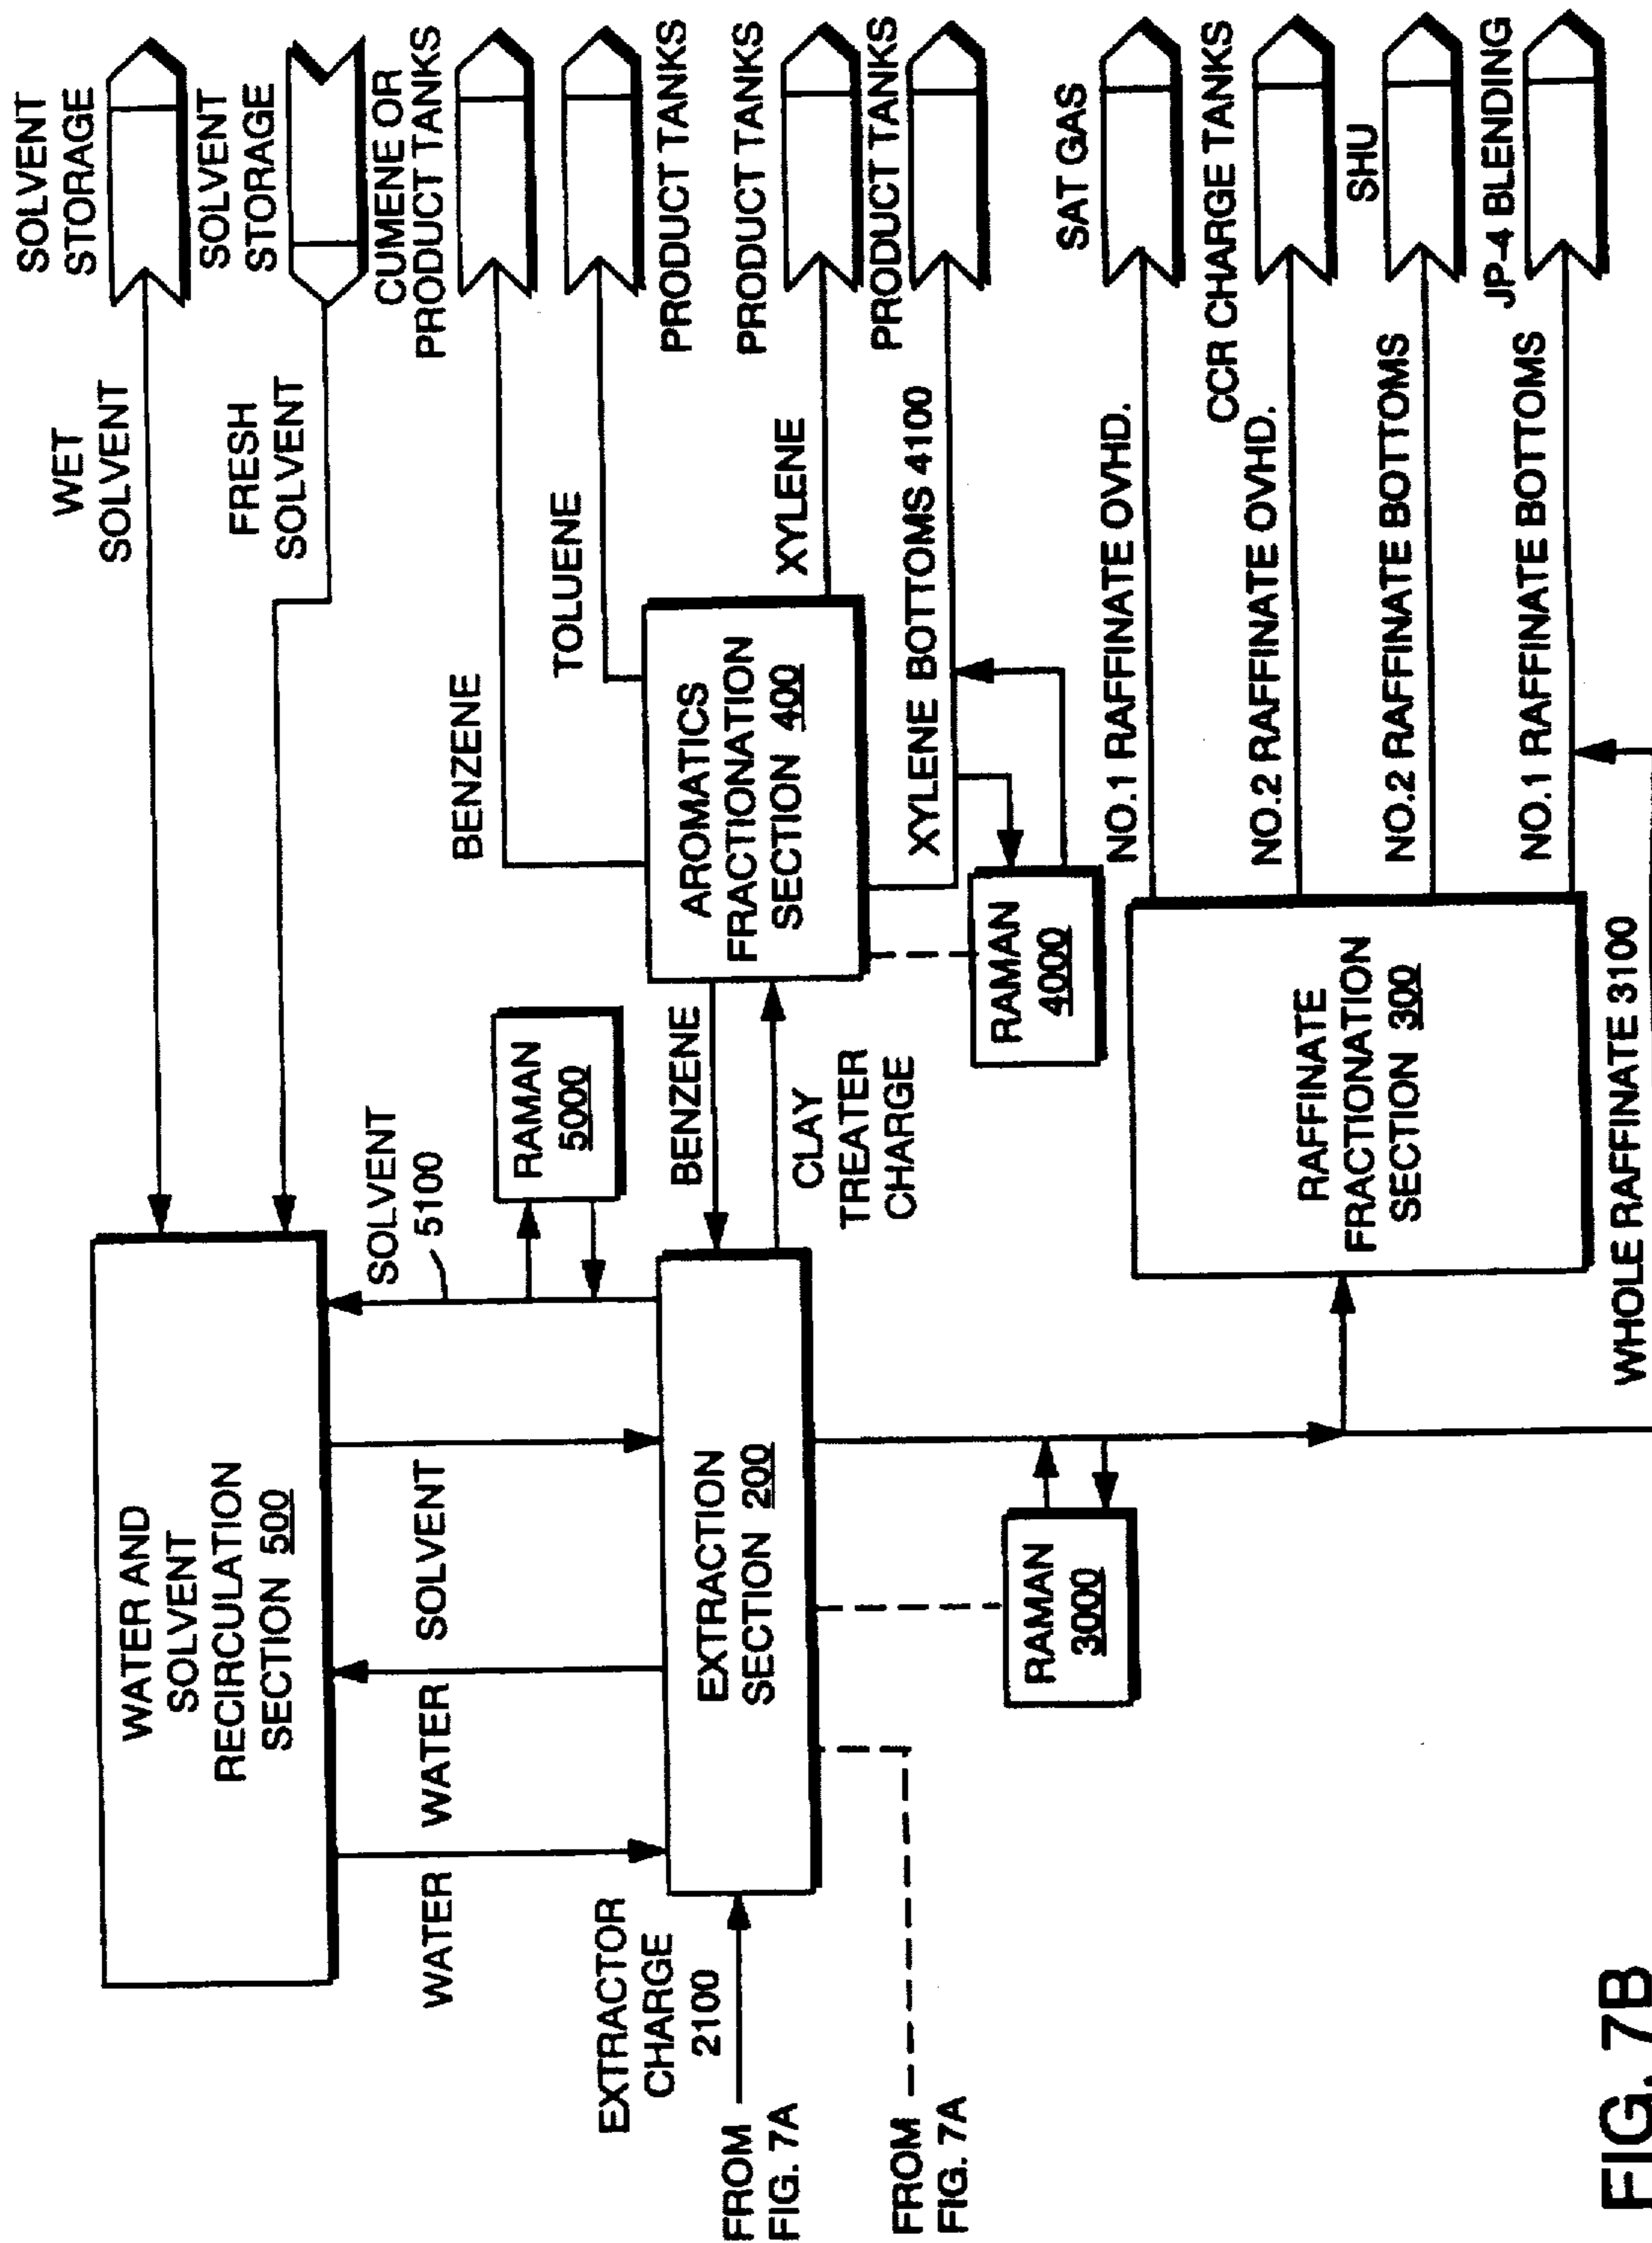 SOLVENT
STORAGE
SOLVENT
STORAGE
CUMENE OR
PRODUCT TANKS
PRODUCT TANKS
PRODUCT TANKS
PRODUCT TANKS
SAT GAS
CCR CHARGE TANKS
SHU
JP-4 BLENDING
WET
SOLVENT
FRESH
SOLVENT
BENZENE
TOLUENE
XYLENE
XYLENE BOTTOMS 4100
NO.1 RAFFINATE OVHD.
NO.2 RAFFINATE OVHD.
NO.2 RAFFINATE BOTTOMS
NO.1 RAFFINATE BOTTOMS
WATER AND
SOLVENT
RECIRCULATION
SECTION 500
SOLVENT
5100
RAMAN
5000
BENZENE
CLAY
TREATER
CHARGE
AROMATICS
FRACTIONATION
SECTION 400
RAMAN
4000
WATER
WATER
SOLVENT
EXTRACTION
SECTION 200
RAMAN
3000
RAFFINATE
FRACTIONATION
SECTION 300
WHOLE RAFFINATE 3100
EXTRACTOR
CHARGE
2100
FROM
FIG. 7A
FROM
FIG. 7A
FIG. 7B